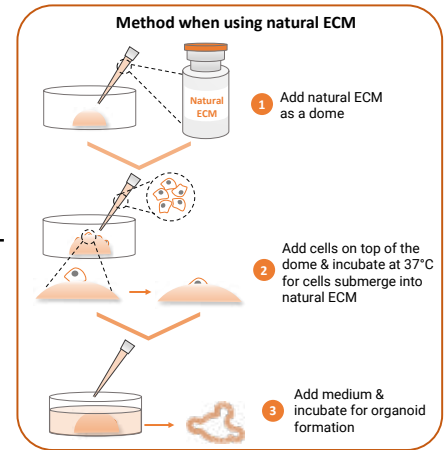 Method when using natural ECM
Natural
ECM
1
Add natural ECM
as a dome
2
Add cells on top of the
dome & incubate at 37°C
for cells submerge into
natural ECM
3
Add medium &
incubate for organoid
formation